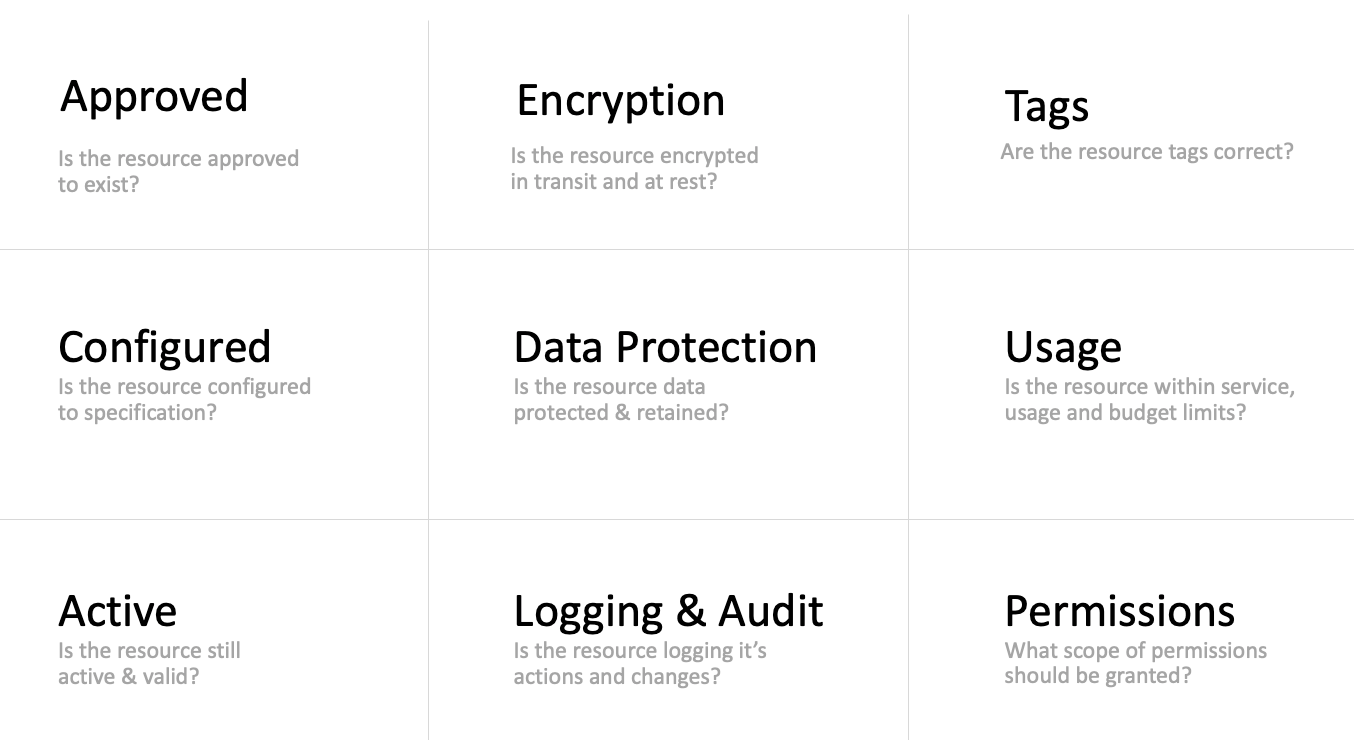 Approved
Is the resource approved
to exist?
Encryption
Is the resource encrypted
in transit and at rest?
Tags
Are the resource tags correct?
Configured
Is the resource configured
to specification?
Data Protection
Is the resource data
protected & retained?
Usage
Is the resource within service,
usage and budget limits?
Active
Is the resource still
active & valid?
Logging & Audit
Is the resource logging it’s
actions and changes?
Permissions
What scope of permissions
should be granted?